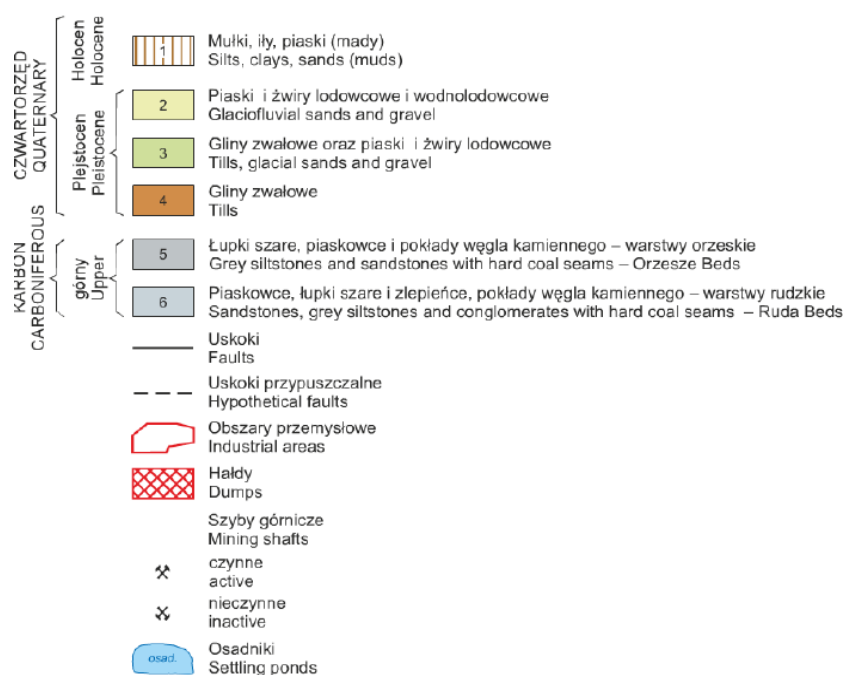 CZWARTORZĘD
QUATERNARY
Holocen
Holocene
1
Mułki, iły, piaski (mady)
Silts, clays, sands (muds)
Plejstocen
Pleistocene
2
Piaski i żwiry lodowcowe i wodnolodowcowe
Glaciofluvial sands and gravel
3
Gliny zwałowe oraz piaski i żwiry lodowcowe
Tills, glacial sands and gravel
4
Gliny zwałowe
Tills
KARBON
CARBONIFEROUS
górny
Upper
5
Łupki szare, piaskowce i pokłady węgla kamiennego – warstwy orzeskie
Grey siltstones and sandstones with hard coal seams – Orzesze Beds
6
Piaskowce, łupki szare i zlepieńce, pokłady węgla kamiennego – warstwy rudzkie
Sandstones, grey siltstones and conglomerates with hard coal seams – Ruda Beds
Uskoki
Faults
Uskoki przypuszczalne
Hypothetical faults
Obszary przemysłowe
Industrial areas
Hałdy
Dumps
Szyby górnicze
Mining shafts
czynne
active
nieczynne
inactive
osad.
Osadniki
Settling ponds